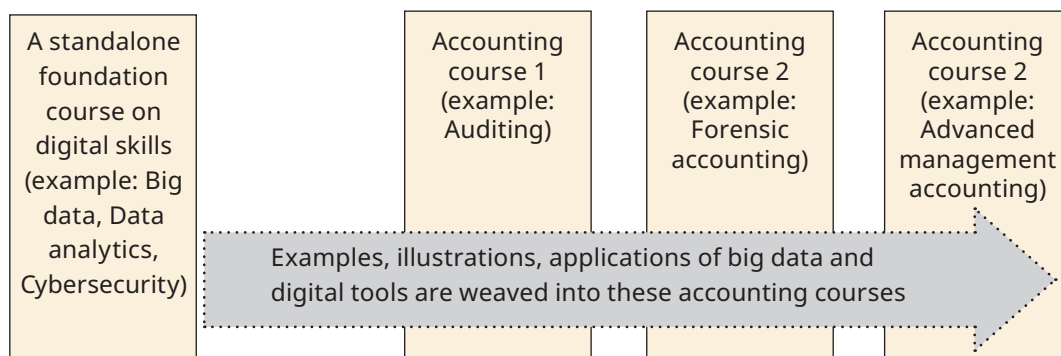 A standalone
foundation
course on
digital skills
(example: Big
data, Data
analytics,
Cybersecurity)
Accounting
course 1
(example:
Auditing)
Accounting
course 2
(example:
Forensic
accounting)
Accounting
course 2
(example:
Advanced
management
accounting)
Examples, illustrations, applications of big data and
digital tools are weaved into these accounting courses